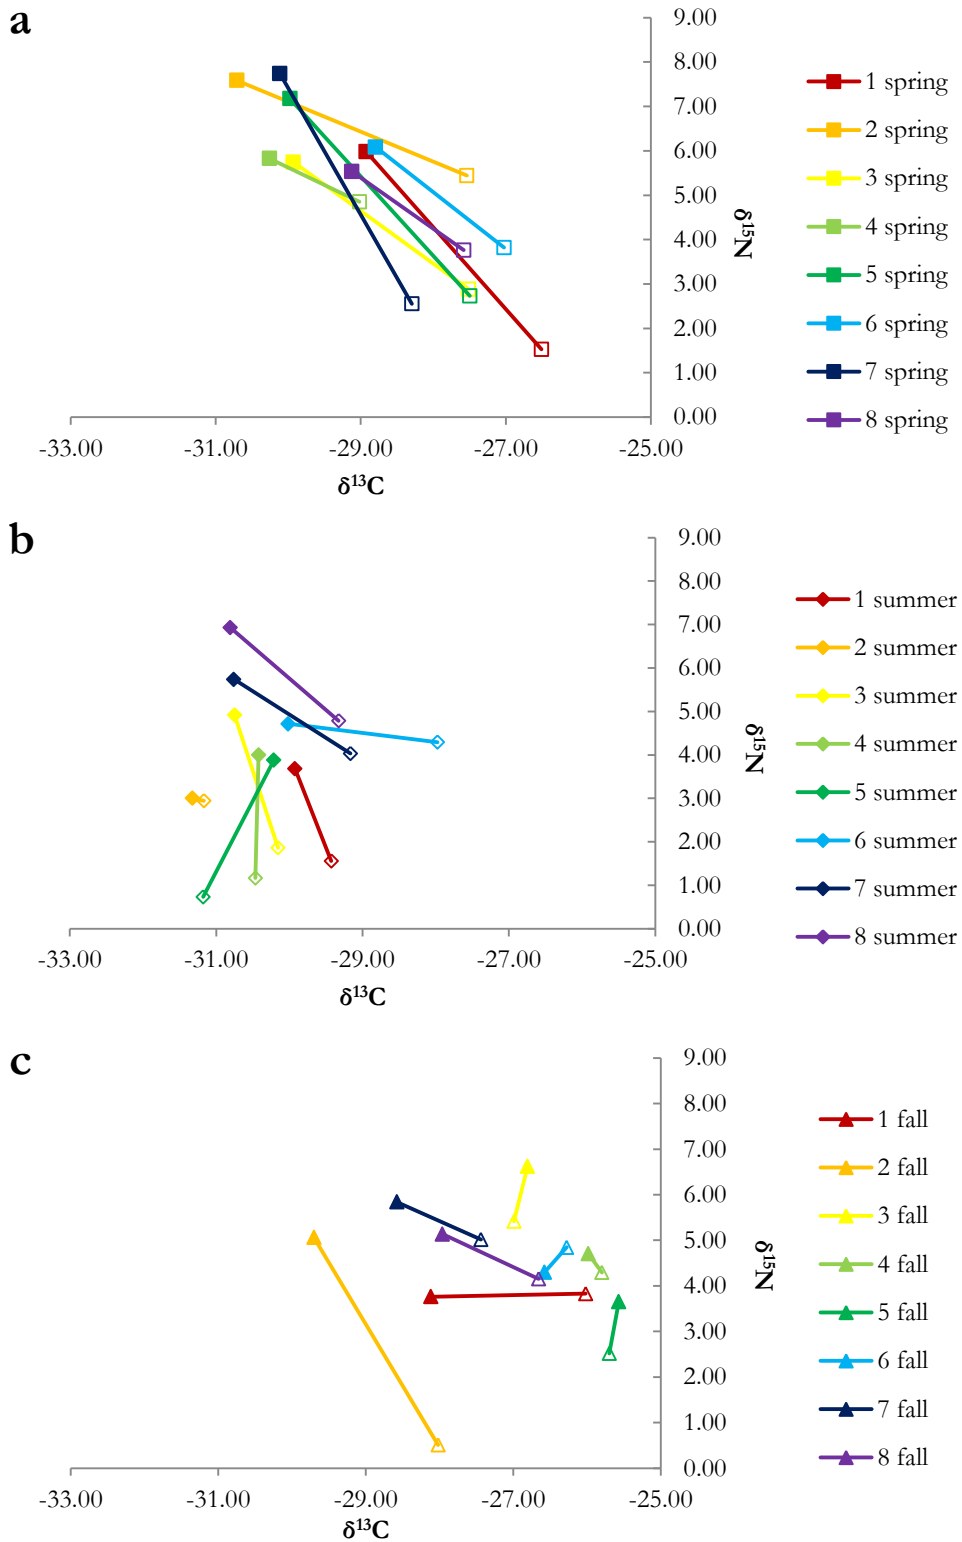 a
9.00
8.00
7.00
6.00
5.00
4.00
3.00
2.00
1.00
0.00
δ¹⁵N
-33.00 -31.00 -29.00 -27.00 -25.00
δ¹³C
1 spring
2 spring
3 spring
4 spring
5 spring
6 spring
7 spring
8 spring
b
9.00
8.00
7.00
6.00
5.00
4.00
3.00
2.00
1.00
0.00
δ¹⁵N
-33.00 -31.00 -29.00 -27.00 -25.00
δ¹³C
1 summer
2 summer
3 summer
4 summer
5 summer
6 summer
7 summer
8 summer
c
9.00
8.00
7.00
6.00
5.00
4.00
3.00
2.00
1.00
0.00
δ¹⁵N
-33.00 -31.00 -29.00 -27.00 -25.00
δ¹³C
1 fall
2 fall
3 fall
4 fall
5 fall
6 fall
7 fall
8 fall